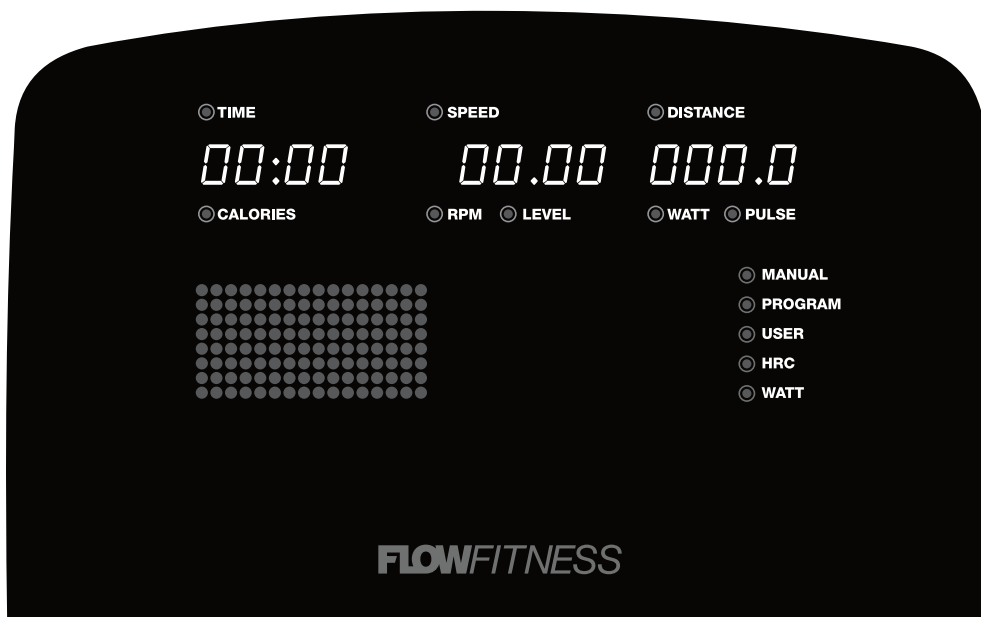 TIME SPEED DISTANCE
00:00 00.00 000.0
CALORIES RPM LEVEL WATT PULSE
MANUAL
PROGRAM
USER
HRC
WATT
FLOWFITNESS